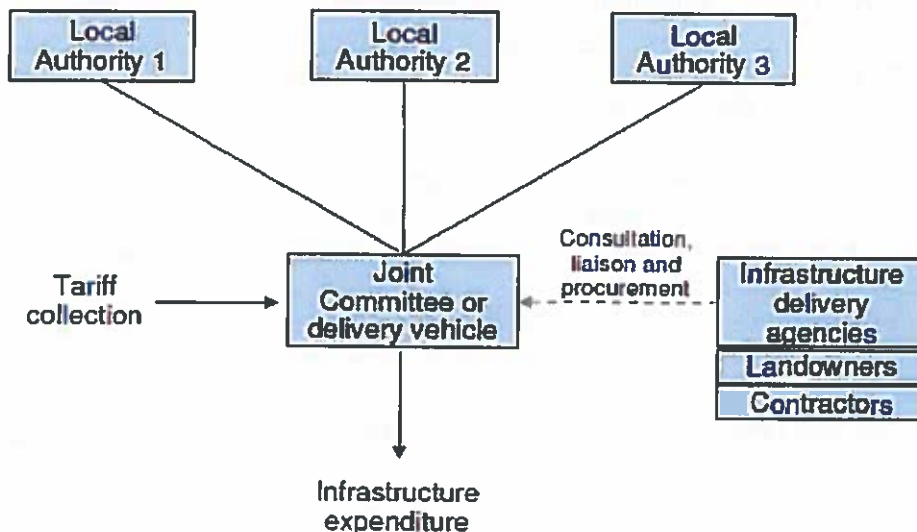 Local
Authority 1
Local
Authority 2
Local
Authority 3
Consultation,
liaison and
procurement
Tariff
collection
Joint
Committee or
delivery vehicle
Infrastructure
delivery
agencies
Landowners
Contractors
Infrastructure
expenditure